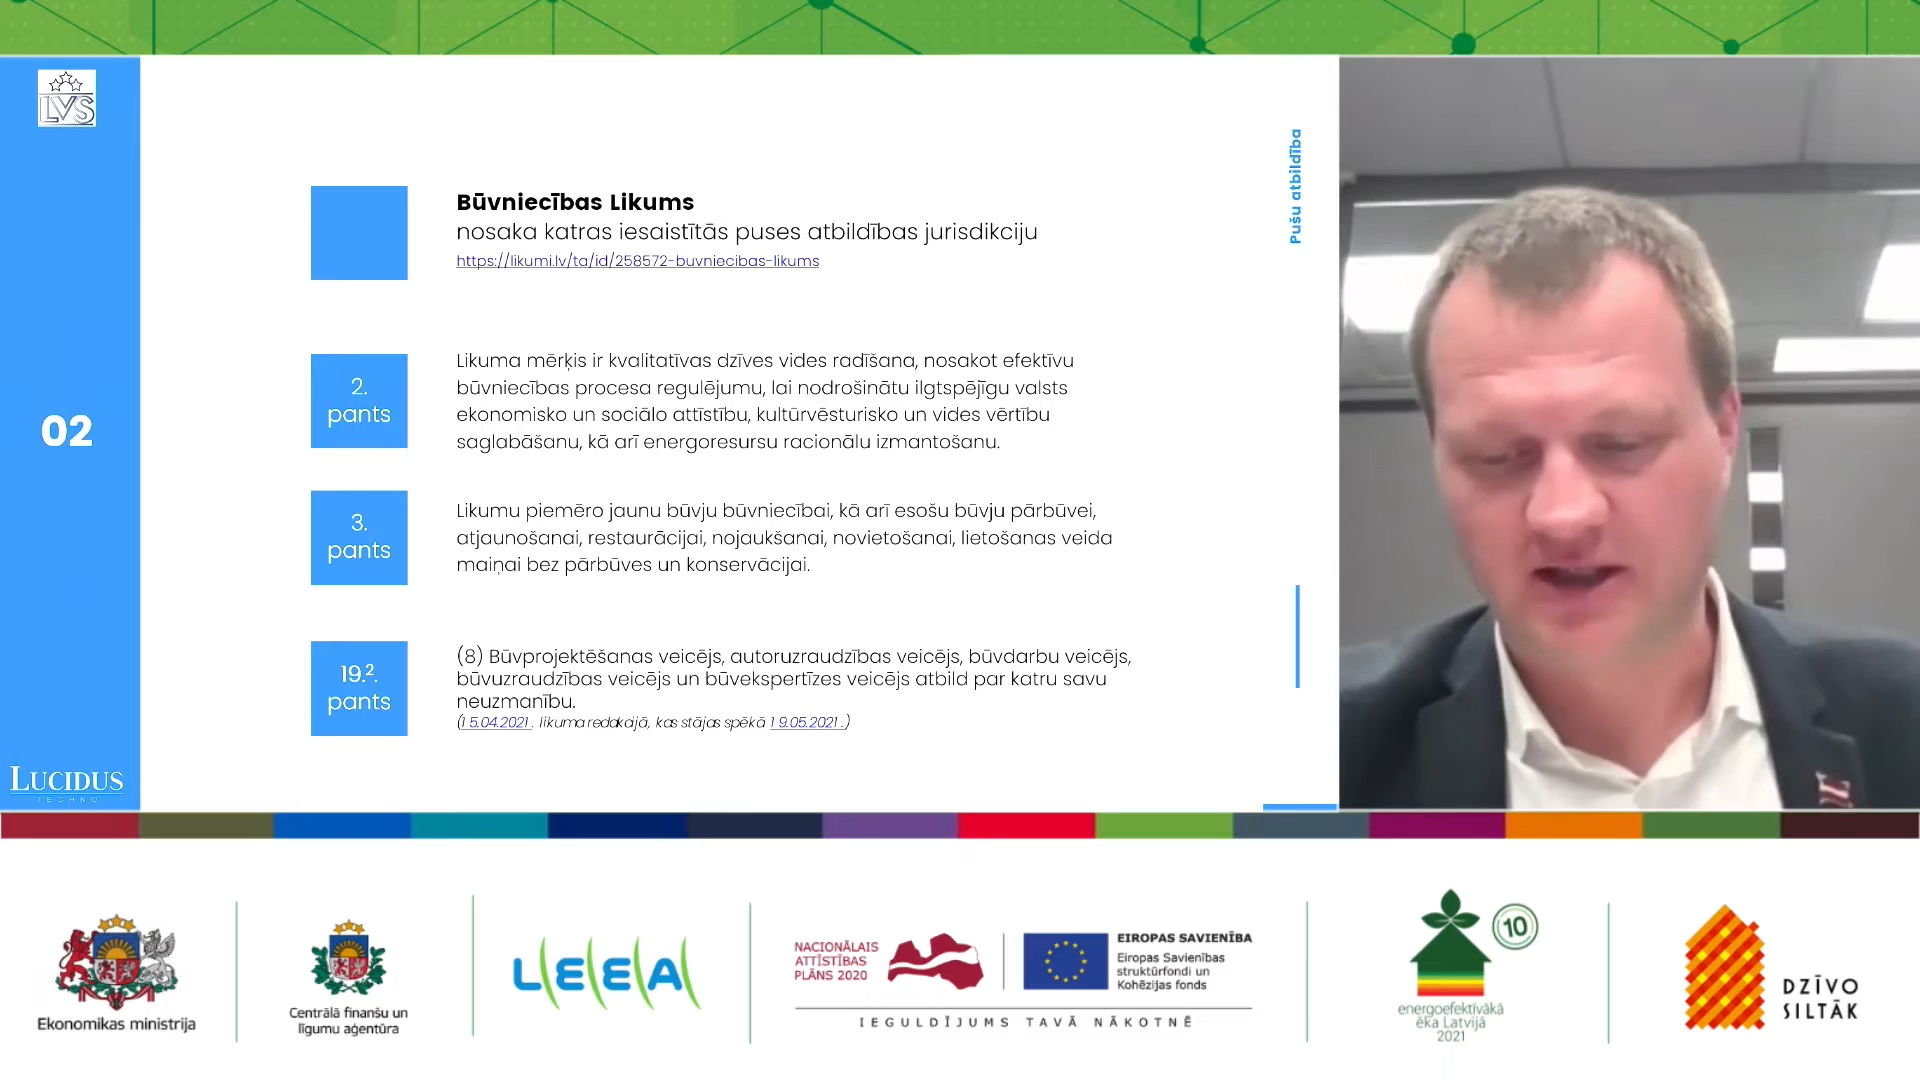 LVS
02
LUCIDUS
TECHNO
Pušu atbildība
Būvniecības Likums
nosaka katras iesaistītās puses atbildības jurisdikciju
https://likumi.lv/ta/id/258572-buvniecibas-likums
2.
pants
Likuma mērķis ir kvalitatīvas dzīves vides radīšana, nosakot efektīvu
būvniecības procesa regulējumu, lai nodrošinātu ilgtspējīgu valsts
ekonomisko un sociālo attīstību, kultūrvēsturisko un vides vērtību
saglabāšanu, kā arī energoresursu racionālu izmantošanu.
3.
pants
Likumu piemēro jaunu būvju būvniecībai, kā arī esošu būvju pārbūvei,
atjaunošanai, restaurācijai, nojaukšanai, novietošanai, lietošanas veida
maiņai bez pārbūves un konservācijai.
19.².
pants
(8) Būvprojektēšanas veicējs, autoruzraudzības veicējs, būvdarbu veicējs,
būvuzraudzības veicējs un būvekspertīzes veicējs atbild par katru savu
neuzmanību.
(15.04.2021. likuma redakcijā, kas stājas spēkā 19.05.2021.)
Ekonomikas ministrija
Centrālā finanšu un
līgumu aģentūra
LEEA
NACIONĀLAIS
ATTĪSTĪBAS
PLĀNS 2020
EIROPAS SAVIENĪBA
Eiropas Savienības
struktūrfondi un
Kohēzijas fonds
IEGULDĪJUMS TAVĀ NĀKOTNĒ
10
energoefektīvākā
ēka Latvijā
2021
DZĪVO
SILTĀK